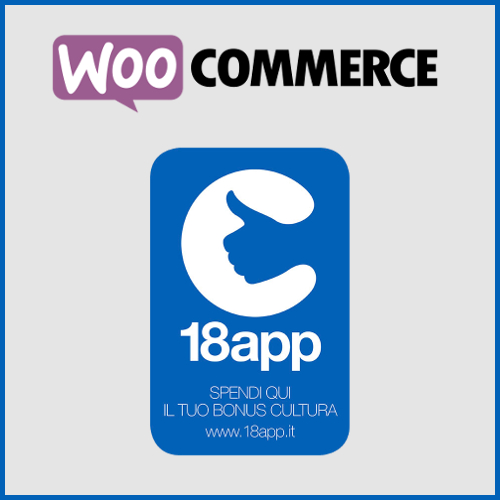 WOO COMMERCE
18app
SPENDI QUI
IL TUO BONUS CULTURA
www.18app.it